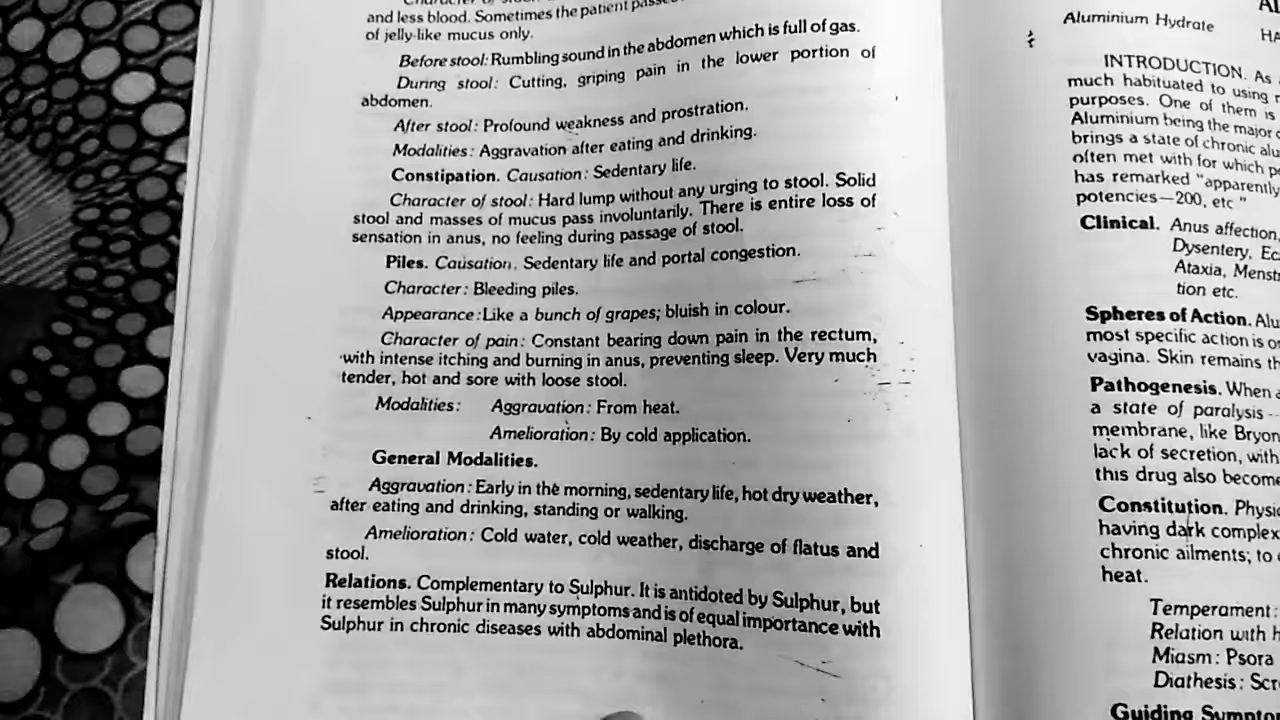 and less blood. Sometimes the patient
of jelly-like mucus only.
Before stool: Rumbling sound in the abdomen which is full of gas.
During stool: Cutting, griping pain in the lower portion of
abdomen.
After stool: Profound weakness and prostration.
Modalities: Aggravation after eating and drinking.
Constipation. Causation: Sedentary life.
Character of stool: Hard lump without any urging to stool. Solid
stool and masses of mucus pass involuntarily. There is entire loss of
sensation in anus, no feeling during passage of stool.
Piles. Causation. Sedentary life and portal congestion.
Character: Bleeding piles.
Appearance: Like a bunch of grapes; bluish in colour.
Character of pain: Constant bearing down pain in the rectum,
with intense itching and burning in anus, preventing sleep. Very much
tender, hot and sore with loose stool.
Modalities: Aggravation: From heat.
Amelioration: By cold application.
General Modalities.
Aggravation: Early in the morning, sedentary life, hot dry weather,
after eating and drinking, standing or walking.
Amelioration: Cold water, cold weather, discharge of flatus and
stool.
Relations. Complementary to Sulphur. It is antidoted by Sulphur, but
it resembles Sulphur in many symptoms and is of equal importance with
Sulphur in chronic diseases with abdominal plethora.
Aluminium Hydrate
INTRODUCTION. As
much habituated to using
purposes. One of them is
Aluminium being the major
brings a state of chronic
often met with for which
has remarked "apparently
potencies—200, etc"
Clinical. Anus affection,
Dysentery,
Ataxia,
tion etc.
Spheres of Action.
most specific action is
vagina. Skin remains
Pathogenesis. When
a state of paralysis
membrane, like
lack of secretion, with
this drug also
Constitution.
having dark
chronic ailments; to
heat.
Temperament:
Relation with
Miasm: Psora
Diathesis:
Guiding